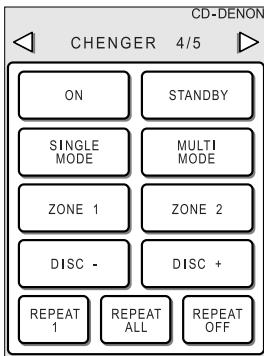 CD-DENON
CHENGER 4/5
ON
STANDBY
SINGLE
MODE
MULTI
MODE
ZONE 1
ZONE 2
DISC -
DISC +
REPEAT
1
REPEAT
ALL
REPEAT
OFF